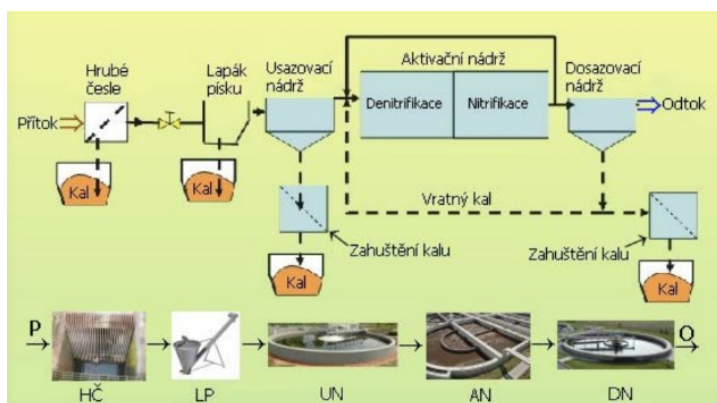 Hrubé
česle
Lapák
písku
Usazovací
nádrž
Aktivační nádrž
Dosazovací
nádrž
Přítok
Denitrifikace
Nitrifikace
Odtok
Kal
Kal
Vratný kal
Zahuštění kalu
Zahuštění kalu
Kal
Kal
P
O
HČ
LP
UN
AN
DN